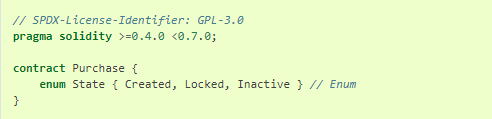 // SPDX-License-Identifier: GPL-3.0
pragma solidity >=0.4.0 <0.7.0;

contract Purchase {
    enum State { Created, Locked, Inactive } // Enum
}